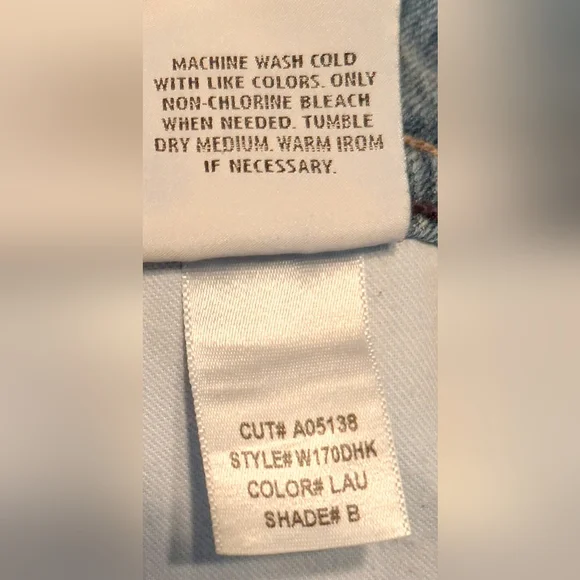 MACHINE WASH COLD
WITH LIKE COLORS. ONLY
NON-CHLORINE BLEACH
WHEN NEEDED. TUMBLE
DRY MEDIUM. WARM IROM
IF NECESSARY.
CUT# A05138
STYLE# W170DHK
COLOR# LAU
SHADE# B